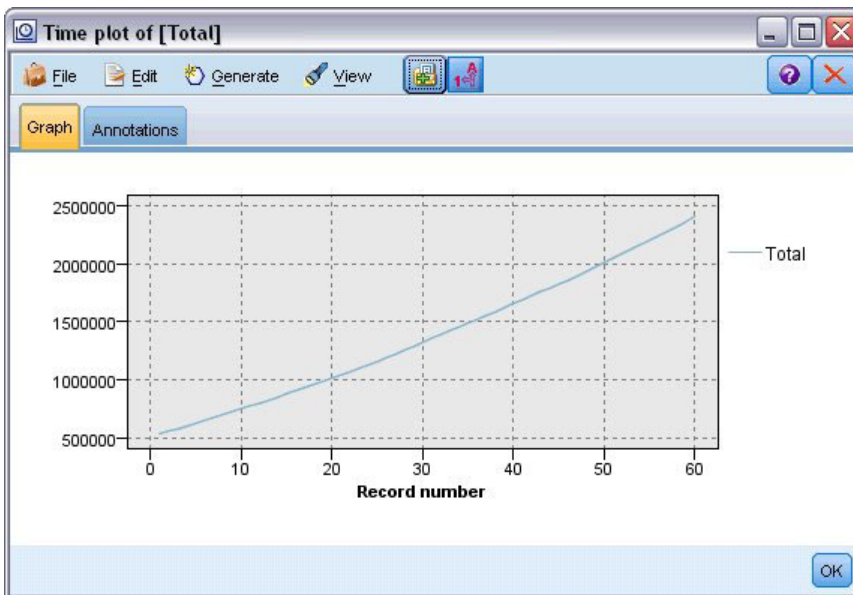 Time plot of [Total]
File Edit Generate View
Graph Annotations
2500000
2000000
1500000
1000000
500000
0 10 20 30 40 50 60
Record number
Total
OK